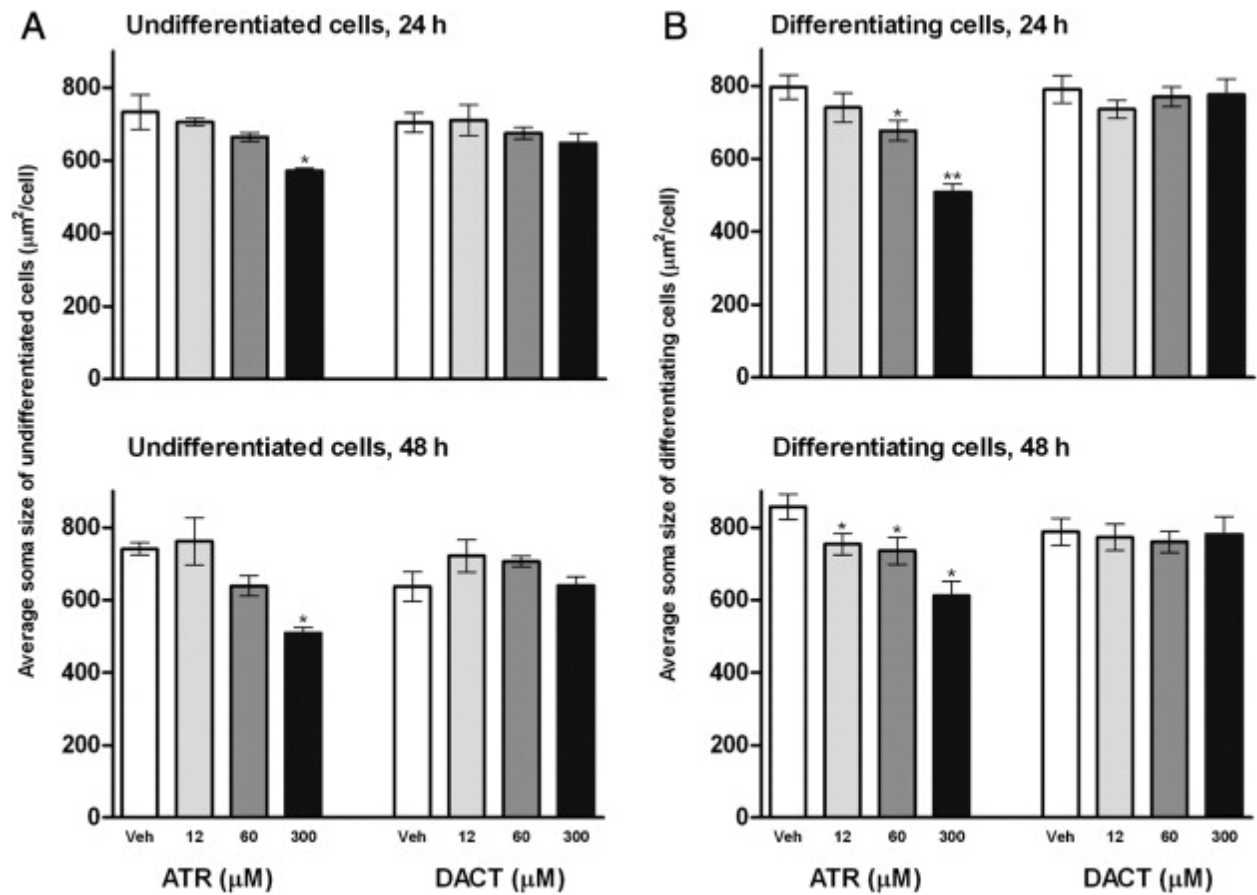 A
Undifferentiated cells, 24 h
Average soma size of undifferentiated cells (μm²/cell)
800
600
400
200
0
*
Undifferentiated cells, 48 h
800
600
400
200
0
*
Veh 12 60 300 Veh 12 60 300
ATR (μM) DACT (μM)
B
Differentiating cells, 24 h
Average soma size of differentiating cells (μm²/cell)
800
600
400
200
0
*
**
Differentiating cells, 48 h
800
600
400
200
0
* * *
Veh 12 60 300 Veh 12 60 300
ATR (μM) DACT (μM)